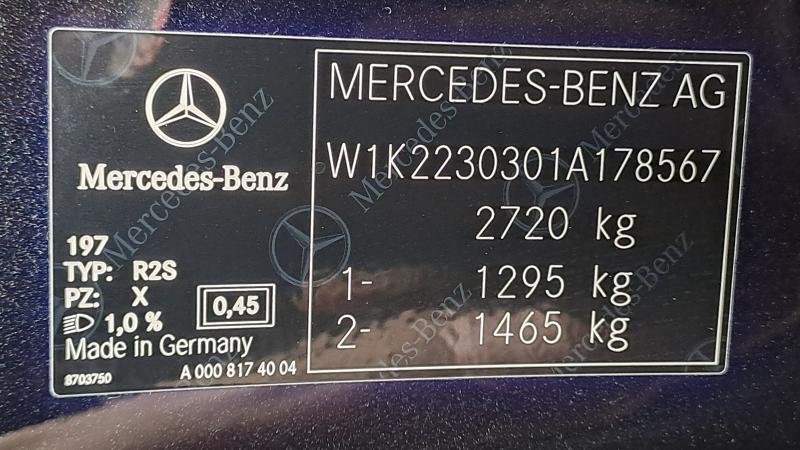 Mercedes-Benz
197
TYP: R2S
PZ: X
1,0 %
0,45
Made in Germany
8703750
A 000 817 40 04
MERCEDES-BENZ AG
W1K2230301A178567
2720 kg
1- 1295 kg
2- 1465 kg